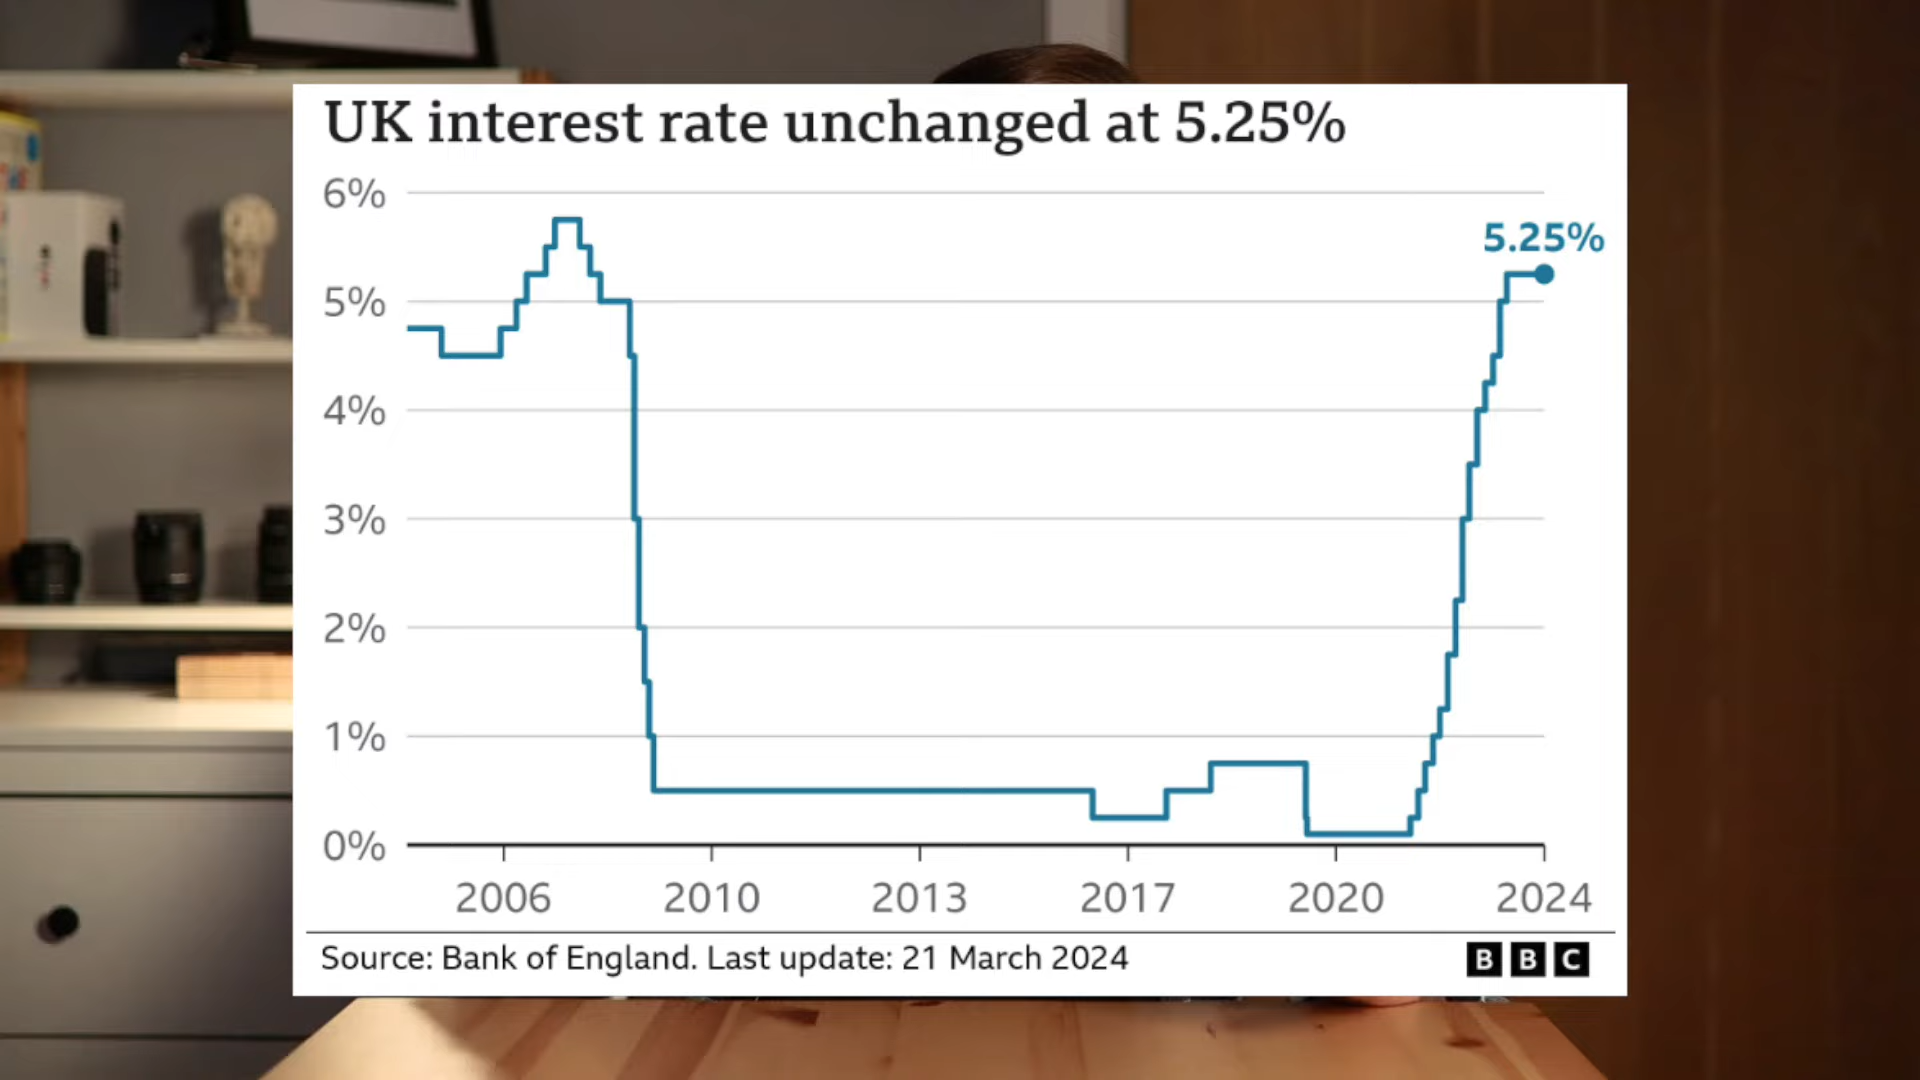 UK interest rate unchanged at 5.25%
6%
5.25%
5%
4%
3%
2%
1%
0%
2006 2010 2013 2017 2020 2024
Source: Bank of England. Last update: 21 March 2024
BBC